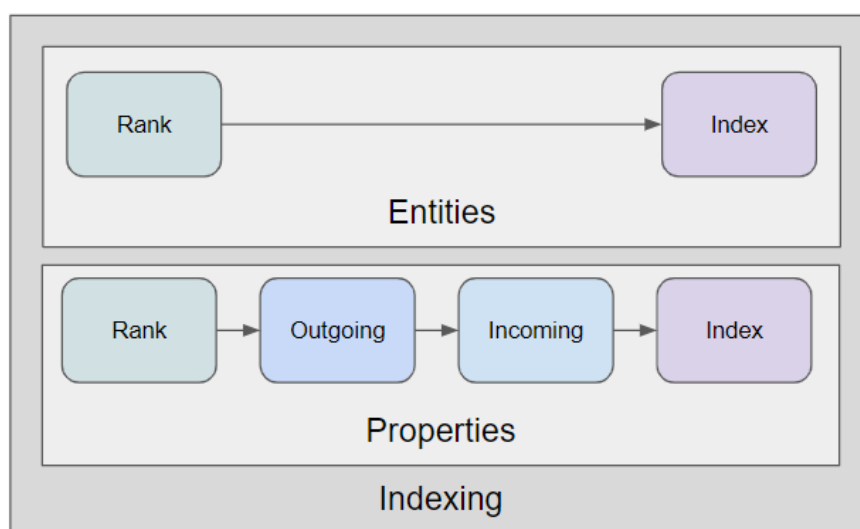 Rank
Index
Entities
Rank
Outgoing
Incoming
Index
Properties
Indexing